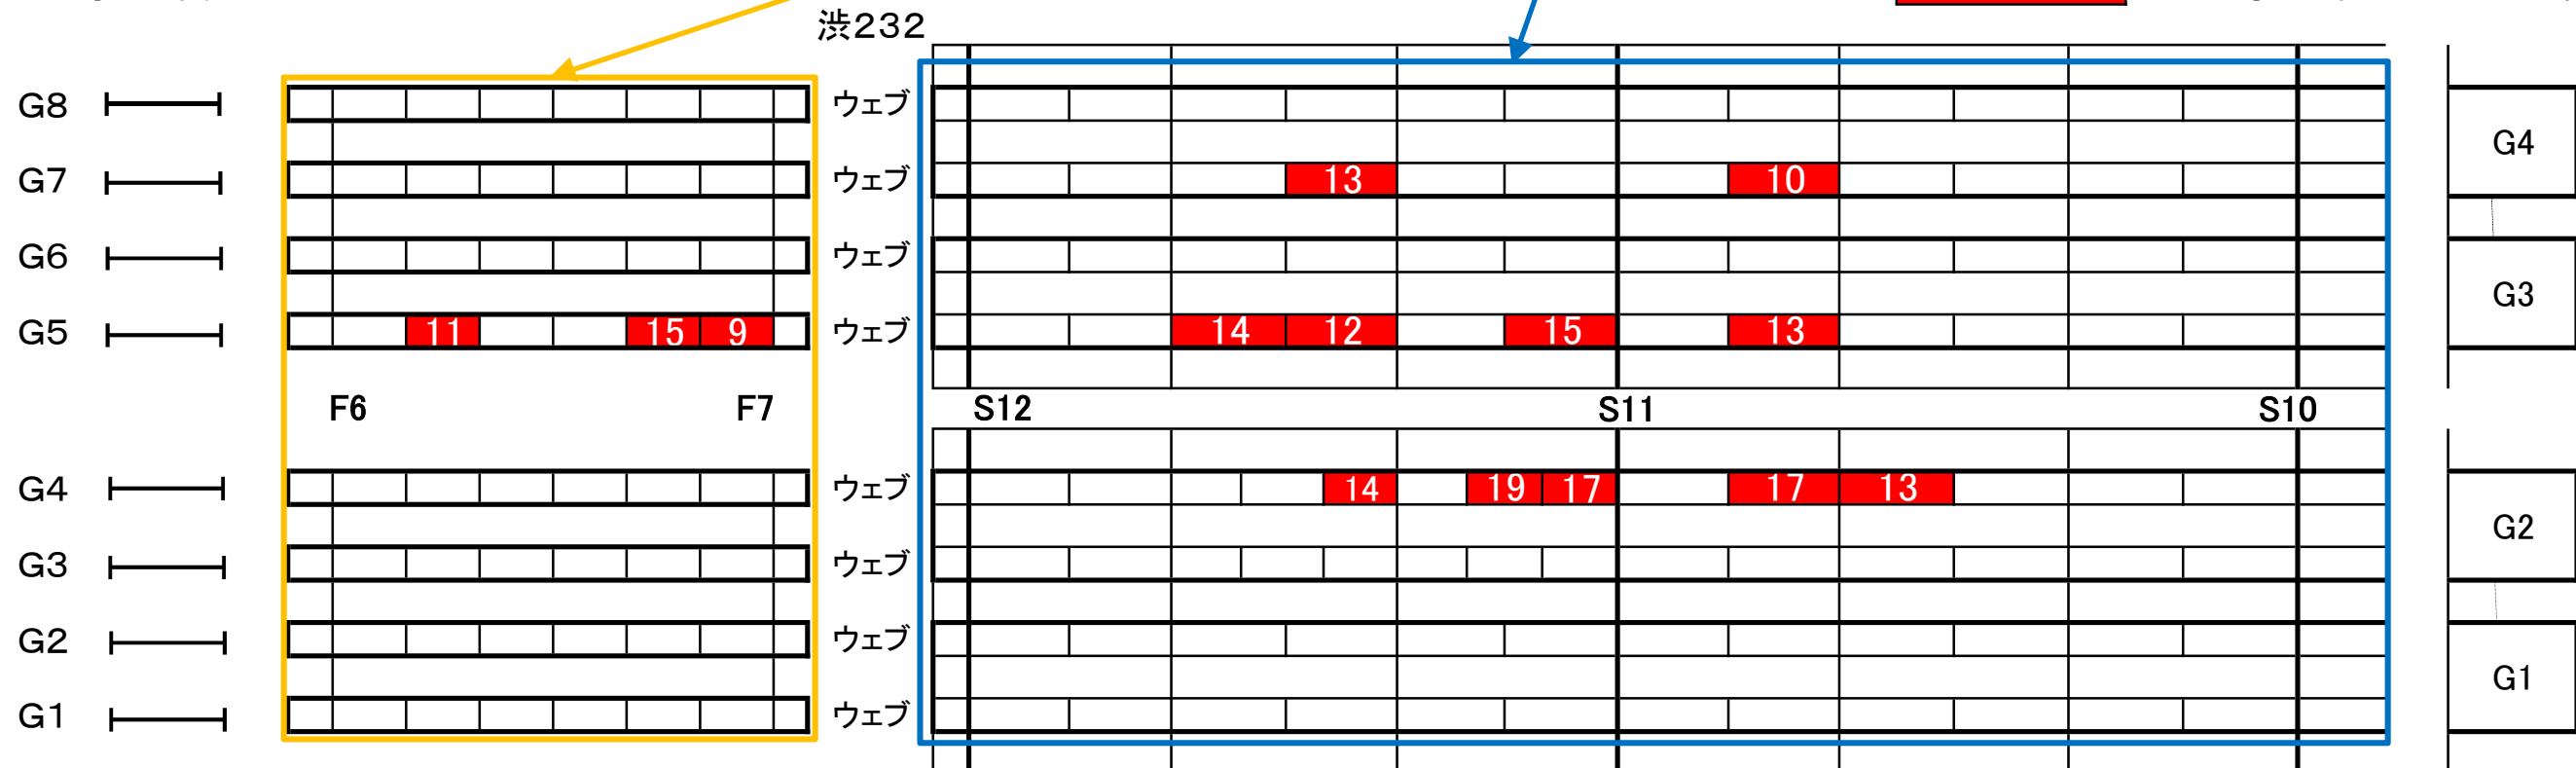 渋232
G8 ウェブ
G4
G7 ウェブ 13 10
G6 ウェブ
G3
G5 11 15 9 ウェブ 14 12 15 13
F6 F7 S12 S11 S10
G4 ウェブ 14 19 17 17 13
G2
G3 ウェブ
G2 ウェブ
G1
G1 ウェブ